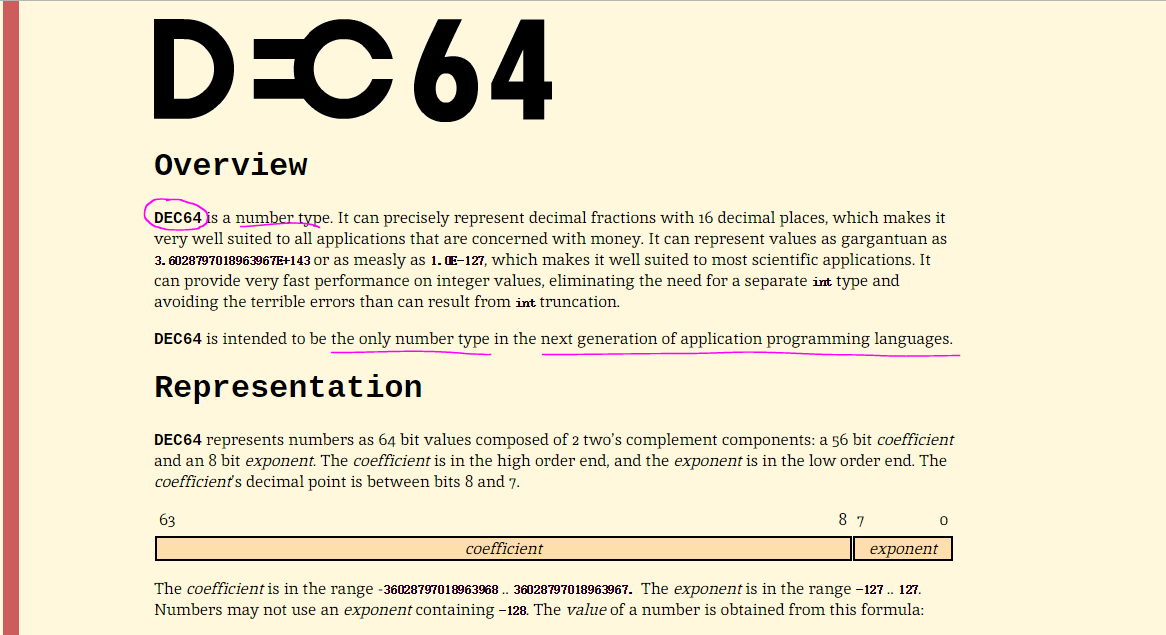 DEC64
Overview
DEC64 is a number type. It can precisely represent decimal fractions with 16 decimal places, which makes it
very well suited to all applications that are concerned with money. It can represent values as gargantuan as
3.6028797018963967E+143 or as measly as 1.0E-127, which makes it well suited to most scientific applications. It
can provide very fast performance on integer values, eliminating the need for a separate int type and
avoiding the terrible errors than can result from int truncation.
DEC64 is intended to be the only number type in the next generation of application programming languages.
Representation
DEC64 represents numbers as 64 bit values composed of 2 two's complement components: a 56 bit coefficient
and an 8 bit exponent. The coefficient is in the high order end, and the exponent is in the low order end. The
coefficient's decimal point is between bits 8 and 7.
63 8 7 0
coefficient exponent
The coefficient is in the range -36028797018963968 .. 36028797018963967. The exponent is in the range -127 .. 127.
Numbers may not use an exponent containing -128. The value of a number is obtained from this formula: